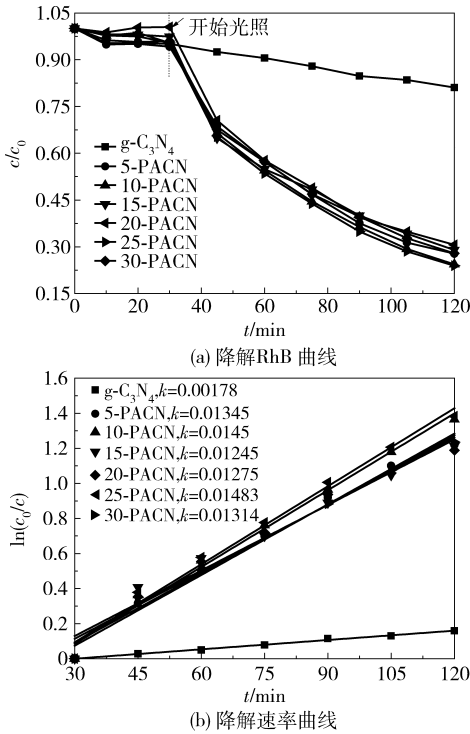 1.05
开始光照
0.90
0.75
c/c0
0.60
g-C3N4
5-PACN
10-PACN
0.45
15-PACN
20-PACN
0.30
25-PACN
30-PACN
0.15
0 20 40 60 80 100 120
t/min
(a) 降解RhB 曲线
1.6
g-C3N4,k=0.00178
1.4
5-PACN,k=0.01345
1.2
10-PACN,k=0.0145
15-PACN,k=0.01245
1.0
20-PACN,k=0.01275
ln(c0/c)
0.8
25-PACN,k=0.01483
30-PACN,k=0.01314
0.6
0.4
0.2
0
30 45 60 75 90 105 120
t/min
(b) 降解速率曲线